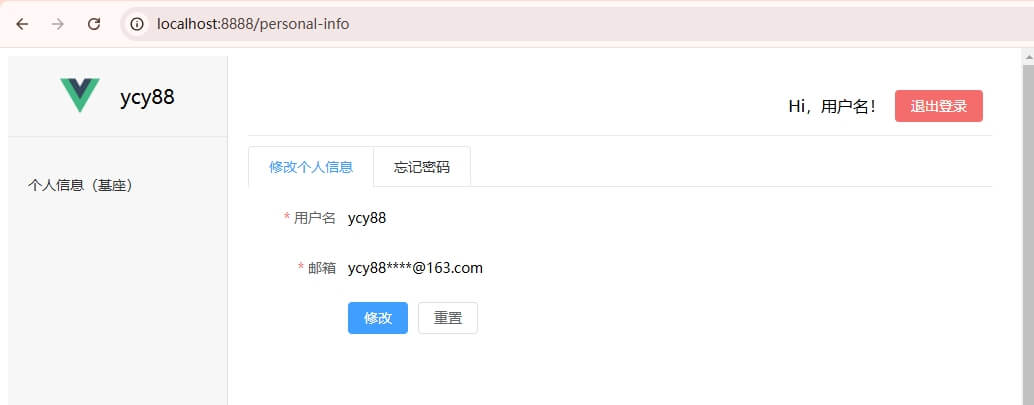 localhost:8888/personal-info
ycy88
Hi，用户名！ 退出登录
个人信息（基座）
修改个人信息 忘记密码
* 用户名 ycy88
* 邮箱 ycy88****@163.com
修改 重置